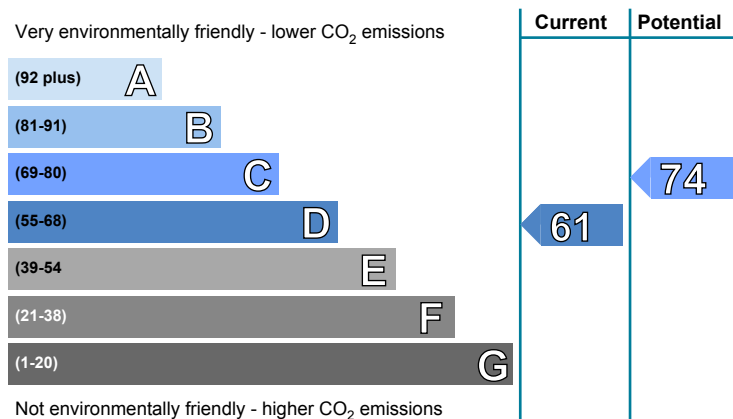 Very environmentally friendly - lower CO2 emissions
Current
Potential
(92 plus) A
(81-91) B
(69-80) C
74
(55-68) D
61
(39-54 E
(21-38) F
(1-20) G
Not environmentally friendly - higher CO2 emissions